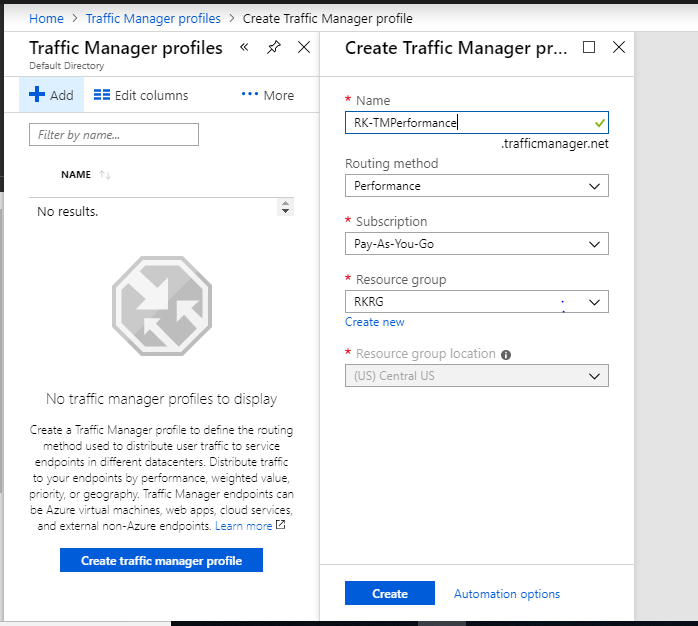 Home > Traffic Manager profiles > Create Traffic Manager profile
Traffic Manager profiles
Default Directory
Add
Edit columns
More
Filter by name...
NAME
No results.
No traffic manager profiles to display
Create a Traffic Manager profile to define the routing
method used to distribute user traffic to service
endpoints in different datacenters. Distribute traffic
to your endpoints by performance, weighted value,
priority, or geography. Traffic Manager endpoints can
be Azure virtual machines, web apps, cloud services,
and external non-Azure endpoints. Learn more
Create traffic manager profile
Create Traffic Manager pr...
* Name
RK-TMPerformance
.trafficmanager.net
Routing method
Performance
* Subscription
Pay-As-You-Go
* Resource group
RKRG
Create new
* Resource group location
(US) Central US
Create
Automation options